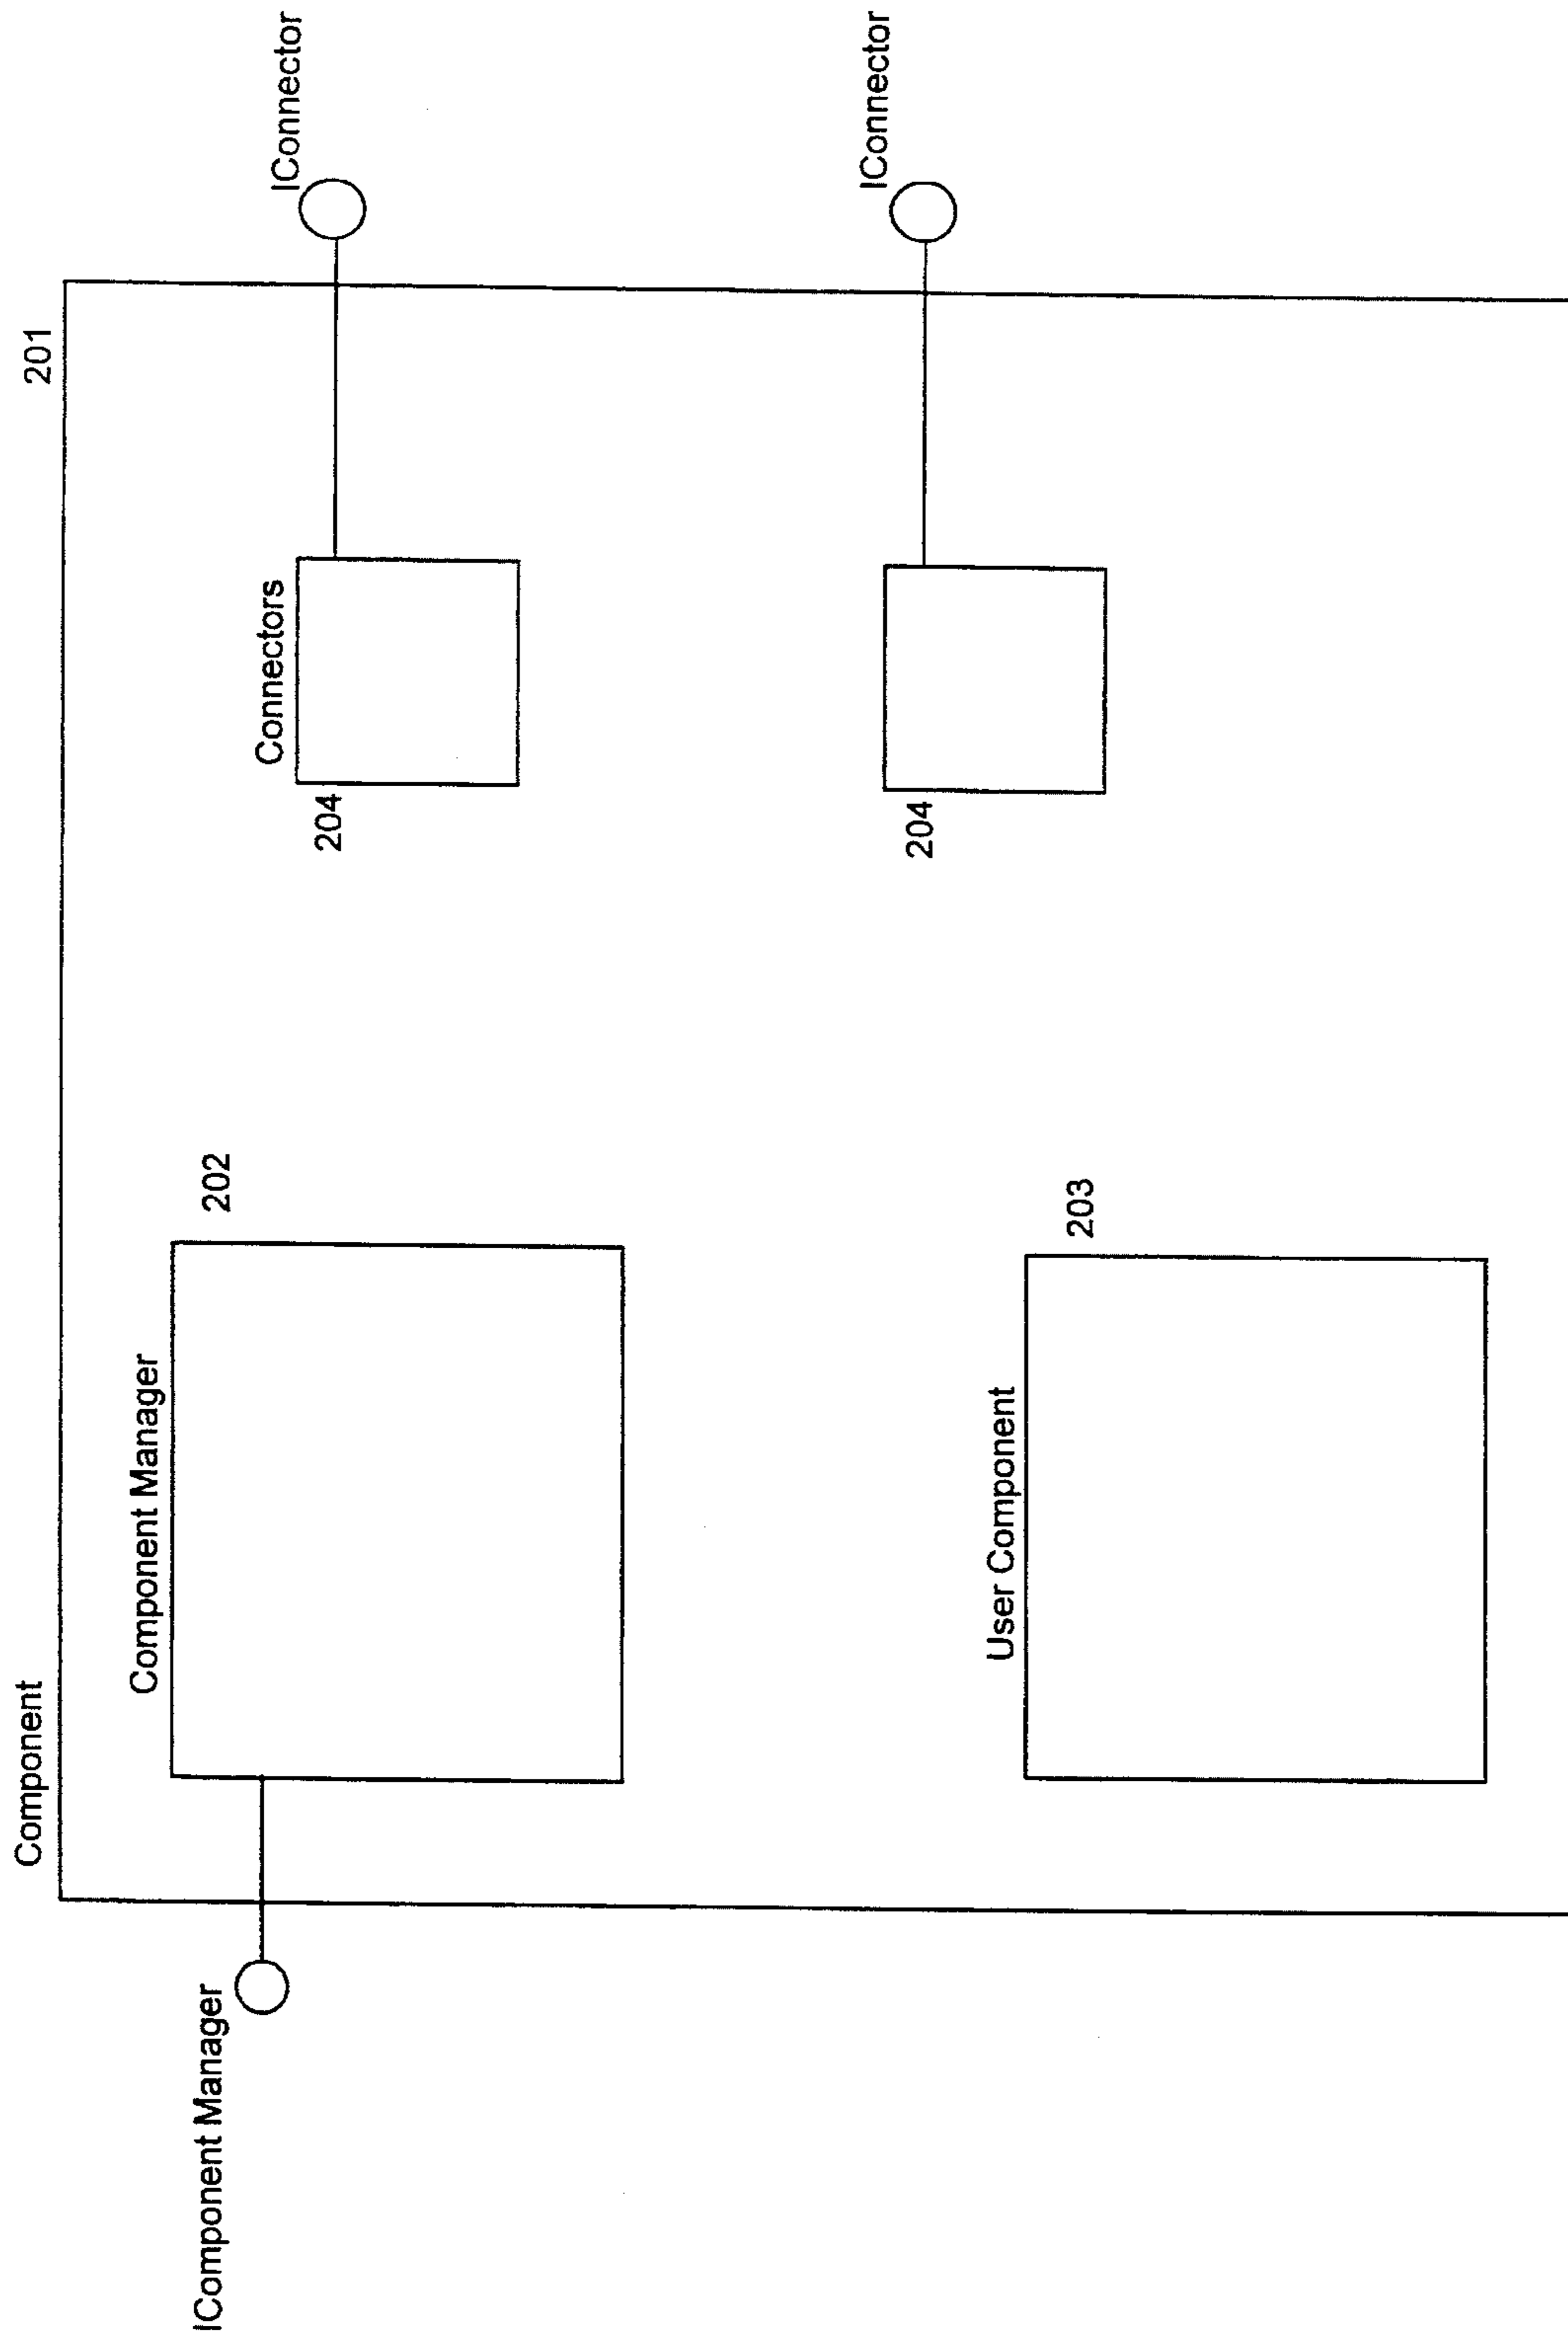 Component
201
IComponent Manager
Component Manager
202
Connectors
204
IConnector
User Component
203
204
IConnector